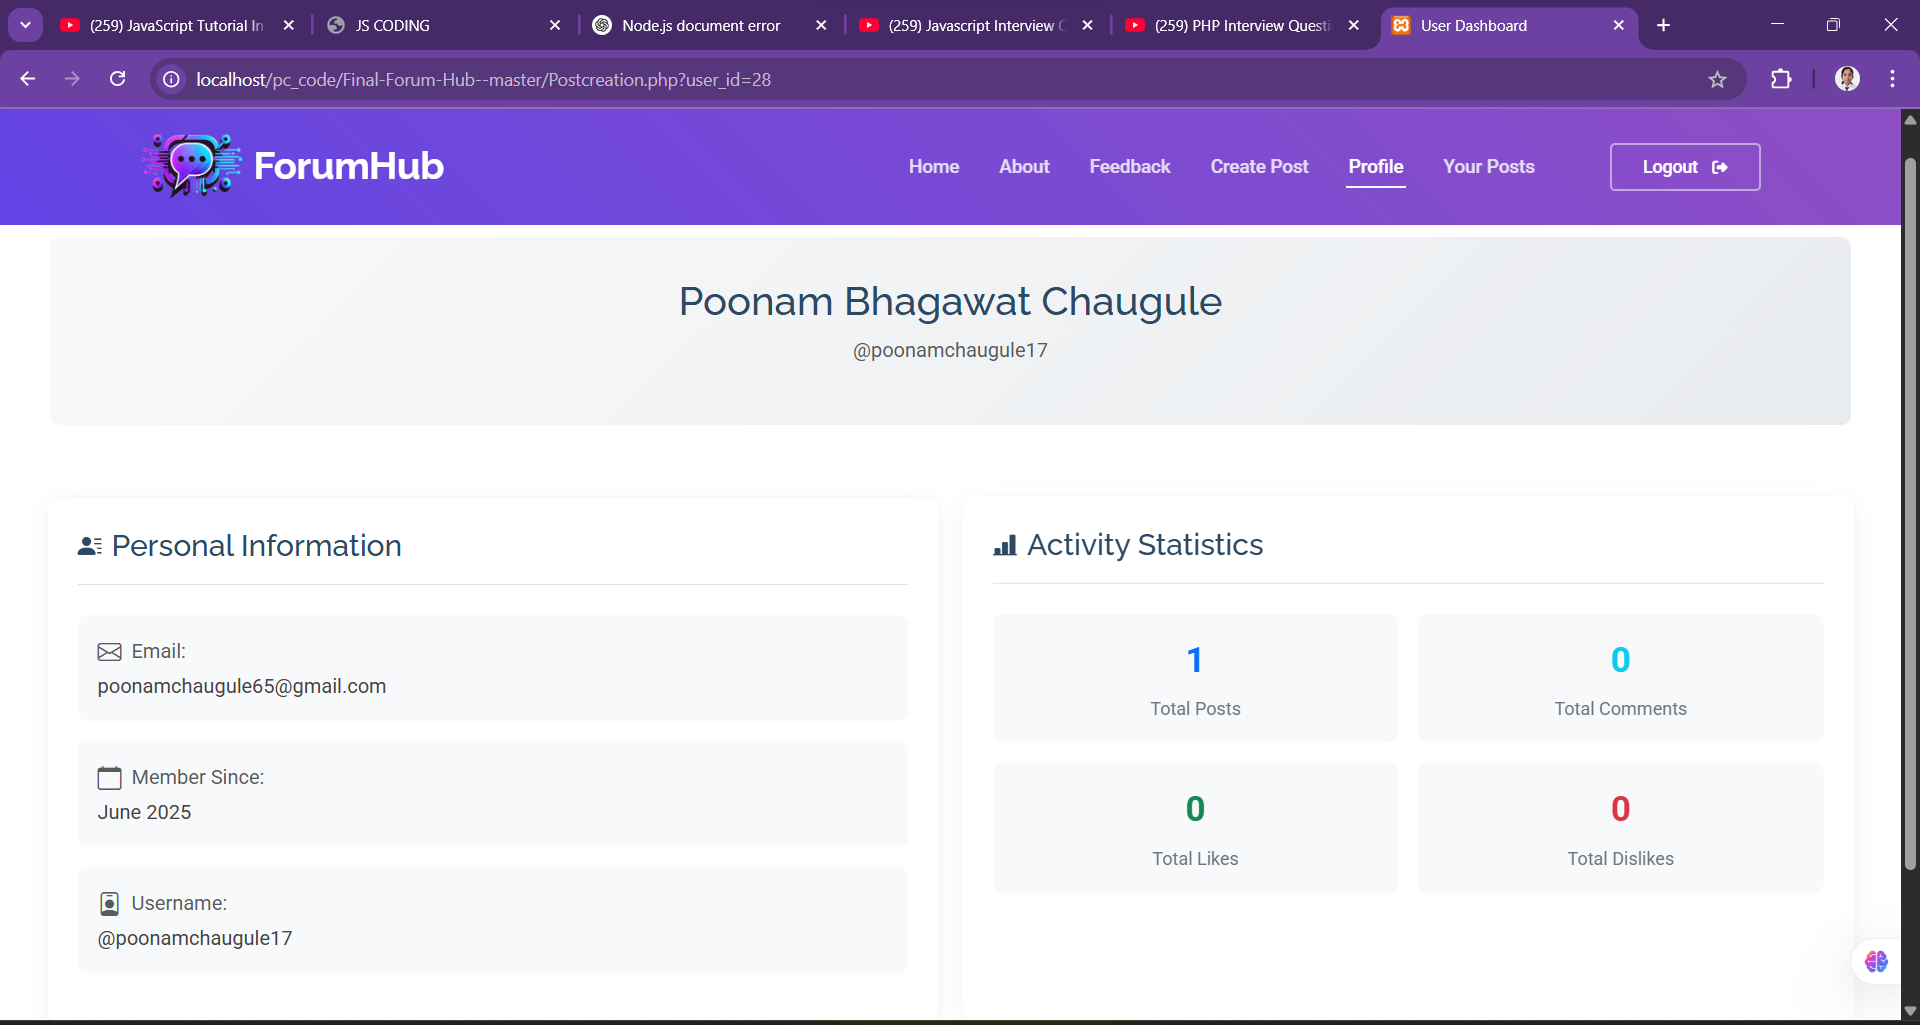 (259) JavaScript Tutorial In
JS CODING
Node.js document error
(259) Javascript Interview
(259) PHP Interview Questi
User Dashboard
localhost/pc_code/Final-Forum-Hub--master/Postcreation.php?user_id=28
ForumHub
Home
About
Feedback
Create Post
Profile
Your Posts
Logout
Poonam Bhagawat Chaugule
@poonamchaugule17
Personal Information
Email:
poonamchaugule65@gmail.com
Member Since:
June 2025
Username:
@poonamchaugule17
Activity Statistics
1
Total Posts
0
Total Comments
0
Total Likes
0
Total Dislikes